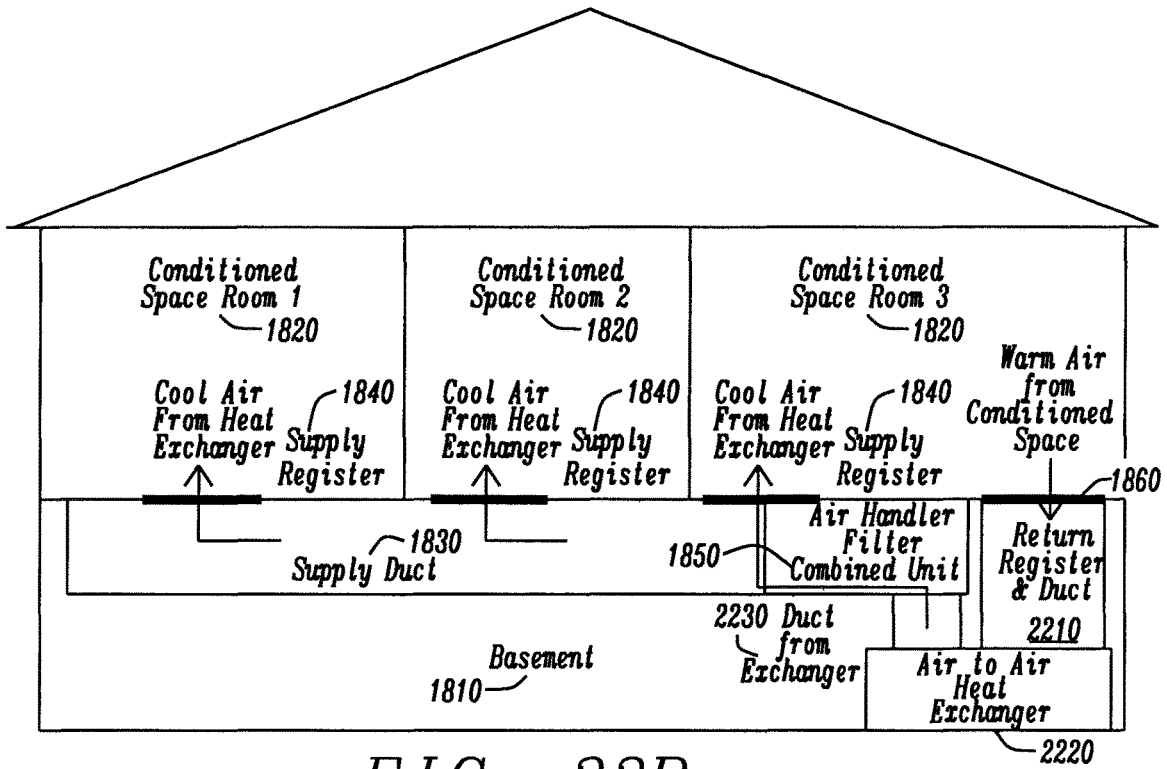 Conditioned
Space Room 1
1820
Conditioned
Space Room 2
1820
Conditioned
Space Room 3
1820
Cool Air
From Heat
Exchanger
1840
Supply
Register
Cool Air
From Heat
Exchanger
1840
Supply
Register
Cool Air
From Heat
Exchanger
1840
Supply
Register
Warm Air
from
Conditioned
Space
1860
1830
Supply Duct
1850
Air Handler
Filter
Combined Unit
Return
Register
& Duct
2210
2230 Duct
from
Exchanger
Basement
1810
Air to Air
Heat
Exchanger
2220
FIG. 22B